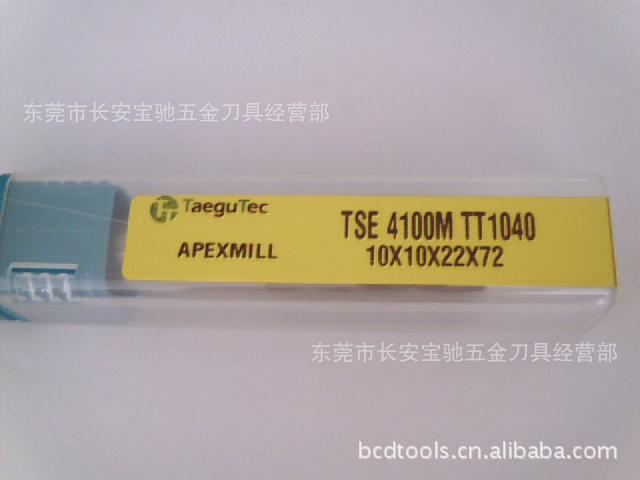 东莞市长安宝驰五金刀具经营部
TaeguTec
TSE 4100M TT1040
APEXMILL
10X10X22X72
东莞市长安宝驰五金刀具经营部
bcdtools.cn.alibaba.com